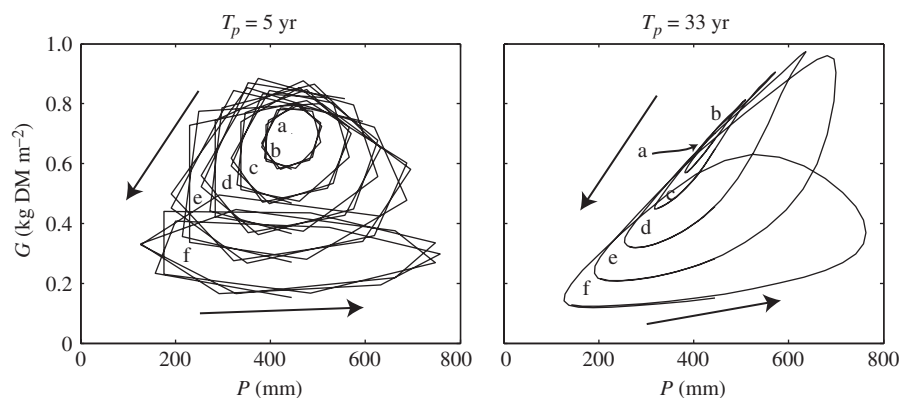 T_p = 5 yr
T_p = 33 yr
G (kg DM m⁻²)
1.0
0.8
0.6
0.4
0.2
0
a
b
c
d
e
f
0 200 400 600 800
P (mm)
b
a
c
d
e
f
0 200 400 600 800
P (mm)